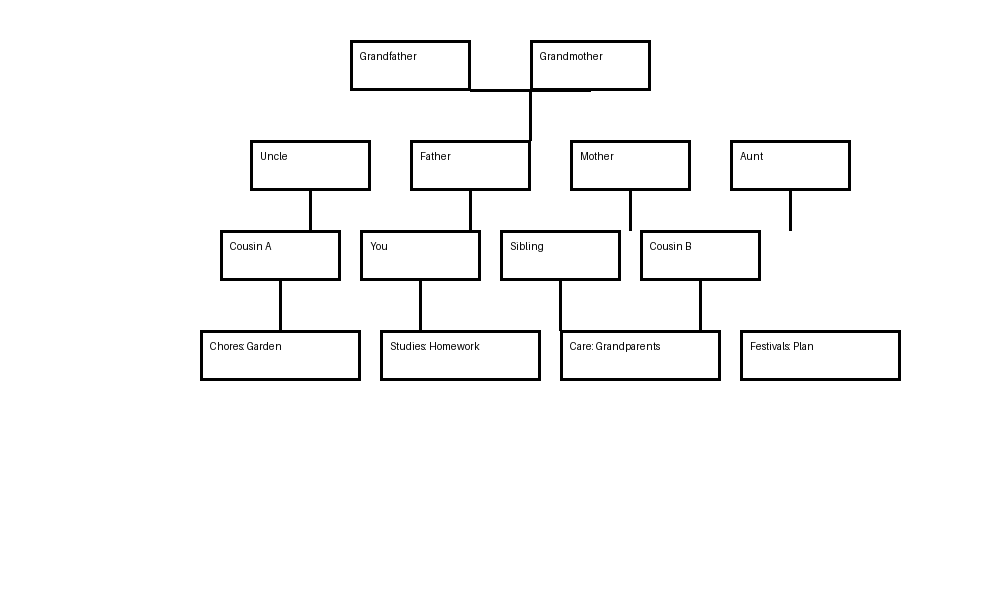 Grandfather
Grandmother
Uncle
Father
Mother
Aunt
Cousin A
You
Sibling
Cousin B
Chores: Garden
Studies: Homework
Care: Grandparents
Festivals: Plan